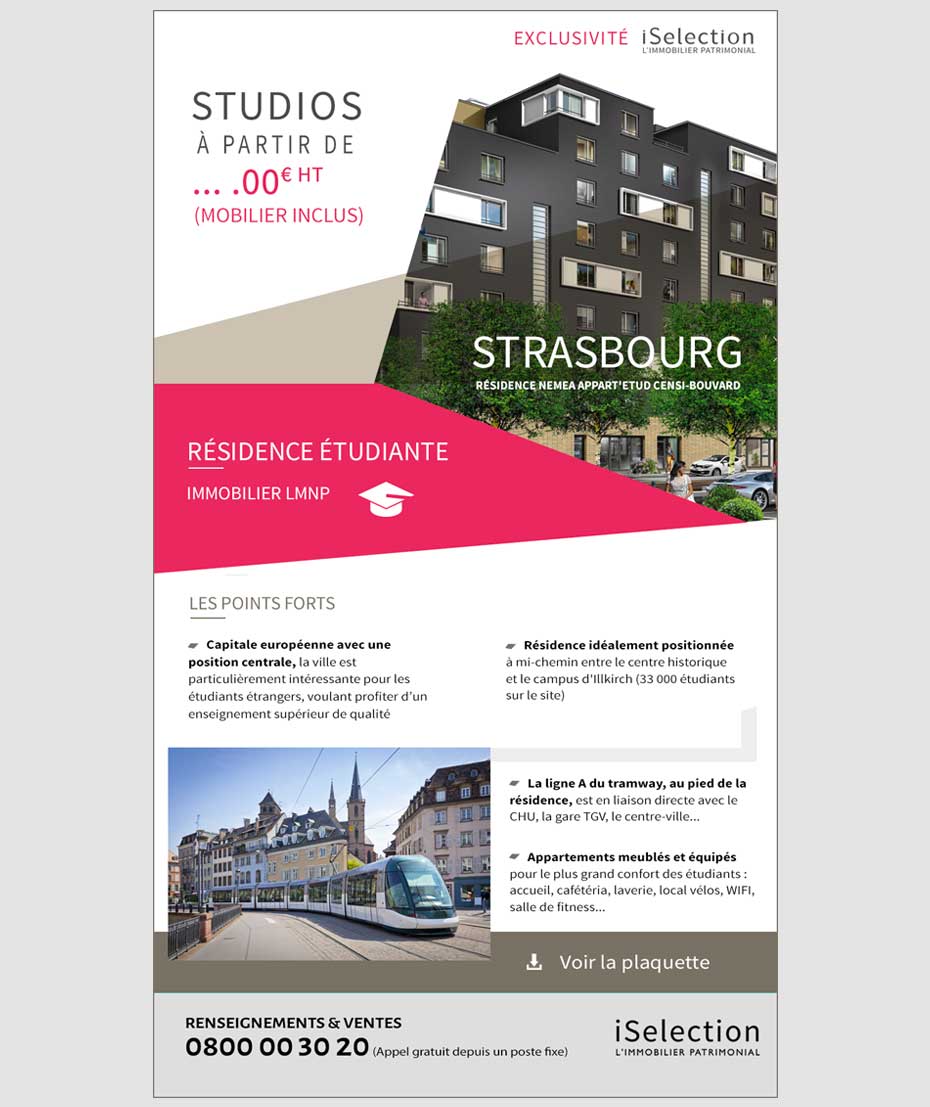 EXCLUSIVITÉ iSelection
L'IMMOBILIER PATRIMONIAL
STUDIOS
À PARTIR DE
... .00€ HT
(MOBILIER INCLUS)
STRASBOURG
RÉSIDENCE NEMEA APPART'ETUD CENSI-BOUVARD
RÉSIDENCE ÉTUDIANTE
IMMOBILIER LMNP
LES POINTS FORTS
Capitale européenne avec une
position centrale, la ville est
particulièrement intéressante pour les
étudiants étrangers, voulant profiter d'un
enseignement supérieur de qualité
Résidence idéalement positionnée
à mi-chemin entre le centre historique
et le campus d'Illkirch (33 000 étudiants
sur le site)
La ligne A du tramway, au pied de la
résidence, est en liaison directe avec le
CHU, la gare TGV, le centre-ville...
Appartements meublés et équipés
pour le plus grand confort des étudiants :
accueil, cafétéria, laverie, local vélos, WIFI,
salle de fitness...
Voir la plaquette
RENSEIGNEMENTS & VENTES
0800 00 30 20 (Appel gratuit depuis un poste fixe)
iSelection
L'IMMOBILIER PATRIMONIAL